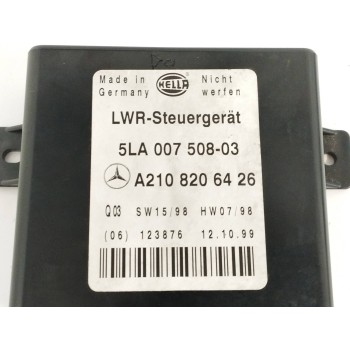 Made in Germany
HELLA
Nicht werfen
LWR-Steuergerät
5LA 007 508-03
A210 820 64 26
Q03 SW15/98 HW07/98
(06) 123876 12.10.99